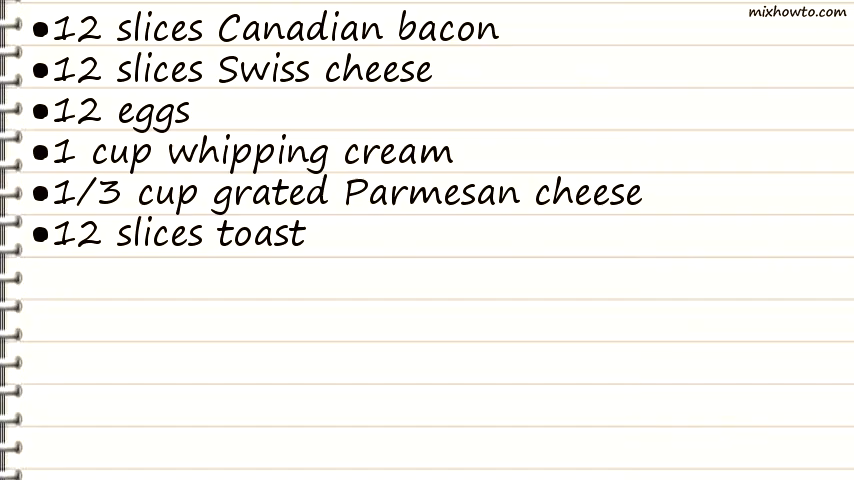 mixhowto.com
•12 slices Canadian bacon
•12 slices Swiss cheese
•12 eggs
•1 cup whipping cream
•1/3 cup grated Parmesan cheese
•12 slices toast